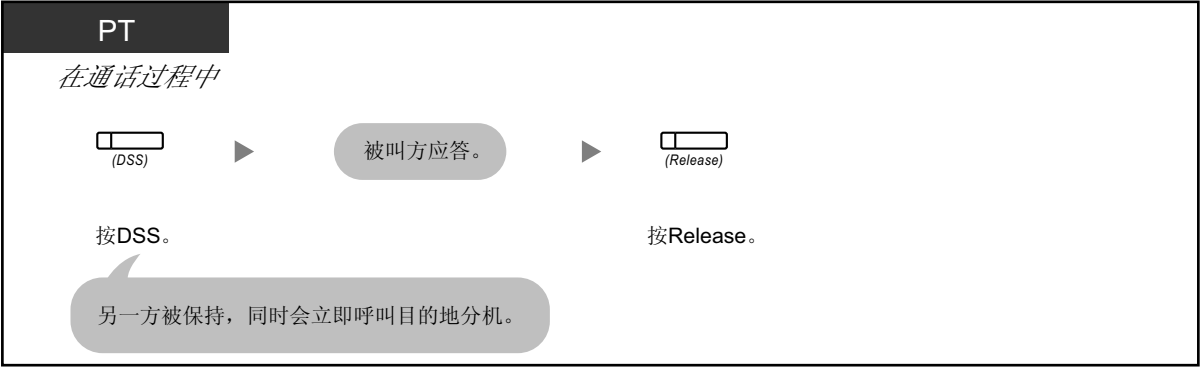 PT
在通话过程中
(DSS)
被叫方应答。
(Release)
按DSS。
按Release。
另一方被保持，同时会立即呼叫目的地分机。